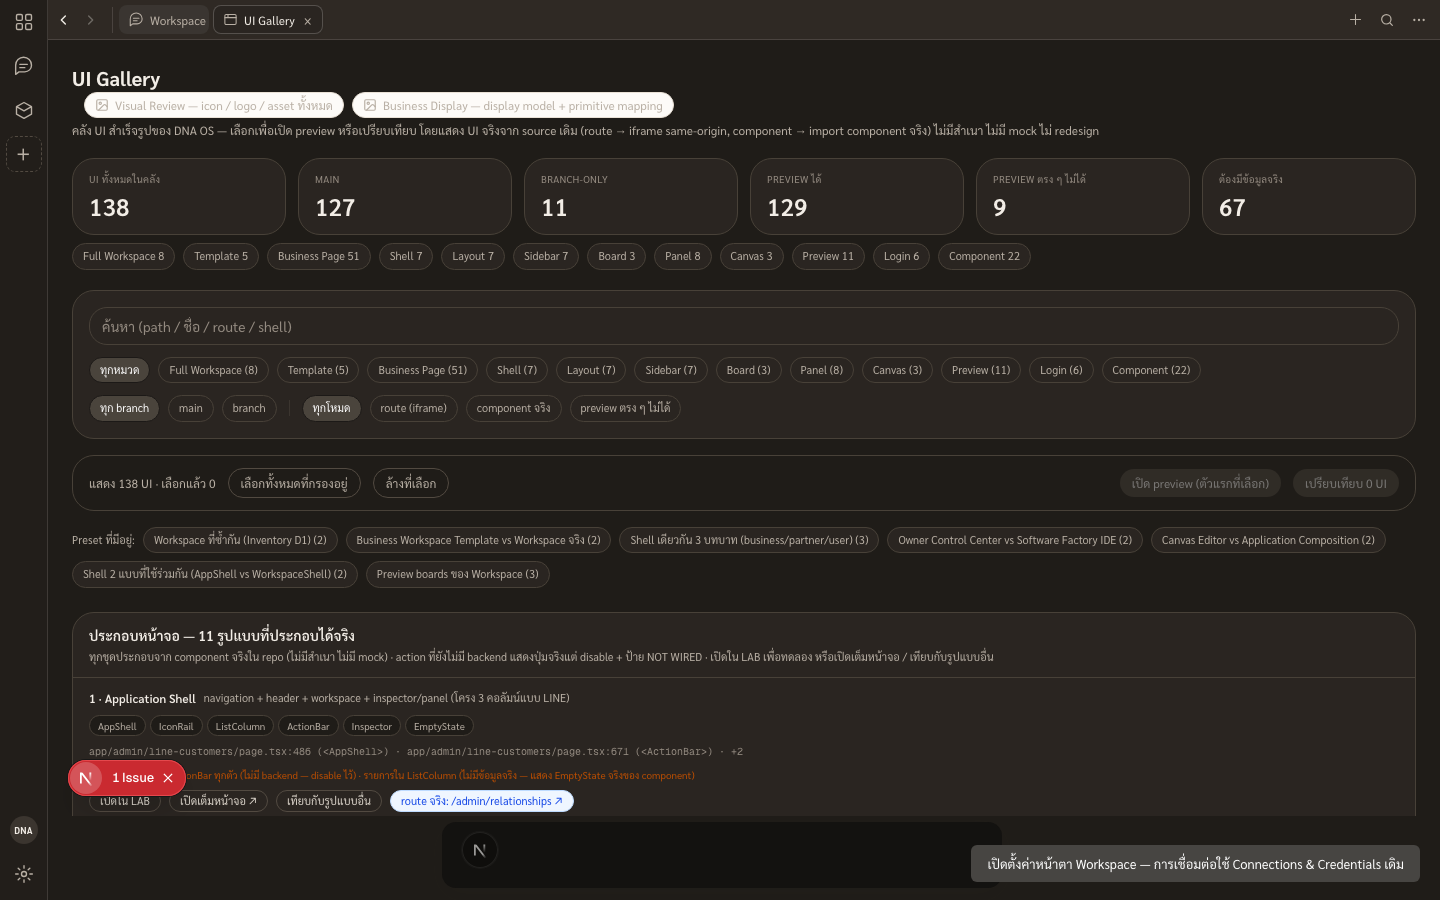 Workspace
UI Gallery
UI Gallery
Visual Review — icon / logo / asset ทั้งหมด
Business Display — display model + primitive mapping
คลัง UI สำเร็จรูปของ DNA OS — เลือกเพื่อเปิด preview หรือเปรียบเทียบ โดยแสดง UI จริงจาก source เดิม (route → iframe same-origin, component → import component จริง) ไม่มีสำเนา ไม่มี mock ไม่ redesign
UI ทั้งหมดในคลัง
138
MAIN
127
BRANCH-ONLY
11
PREVIEW ได้
129
PREVIEW ตรง ๆ ไม่ได้
9
ต้องมีข้อมูลจริง
67
Full Workspace 8
Template 5
Business Page 51
Shell 7
Layout 7
Sidebar 7
Board 3
Panel 8
Canvas 3
Preview 11
Login 6
Component 22
ค้นหา (path / ชื่อ / route / shell)
ทุกหมวด
Full Workspace (8)
Template (5)
Business Page (51)
Shell (7)
Layout (7)
Sidebar (7)
Board (3)
Panel (8)
Canvas (3)
Preview (11)
Login (6)
Component (22)
ทุก branch
main
branch
ทุกโหมด
route (iframe)
component จริง
preview ตรง ๆ ไม่ได้
แสดง 138 UI · เลือกแล้ว 0
เลือกทั้งหมดที่กรองอยู่
ล้างที่เลือก
เปิด preview (ตัวแรกที่เลือก)
เปรียบเทียบ 0 UI
Preset ที่มีอยู่:
Workspace ที่ซ้ำกัน (Inventory D1) (2)
Business Workspace Template vs Workspace จริง (2)
Shell เดียวกัน 3 บทบาท (business/partner/user) (3)
Owner Control Center vs Software Factory IDE (2)
Canvas Editor vs Application Composition (2)
Shell 2 แบบที่ใช้ร่วมกัน (AppShell vs WorkspaceShell) (2)
Preview boards ของ Workspace (3)
ประกอบหน้าจอ — 11 รูปแบบที่ประกอบได้จริง
ทุกชุดประกอบจาก component จริงใน repo (ไม่มีสำเนา ไม่มี mock) · action ที่ยังไม่มี backend แสดงปุ่มจริงแต่ disable + ป้าย NOT WIRED · เปิดใน LAB เพื่อทดลอง หรือเปิดเต็มหน้าจอ / เทียบกับรูปแบบอื่น
1 · Application Shell navigation + header + workspace + inspector/panel (โครง 3 คอลัมน์แบบ LINE)
AppShell
IconRail
ListColumn
ActionBar
Inspector
EmptyState
app/admin/line-customers/page.tsx:486 (<AppShell>) · app/admin/line-customers/page.tsx:671 (<ActionBar>) · +2
onBar ทุกตัว (ไม่มี backend — disable ไว้) · รายการใน ListColumn (ไม่มีข้อมูลจริง — แสดง EmptyState จริงของ component)
1 Issue
เปิดใน LAB
เปิดเต็มหน้าจอ ↗
เทียบกับรูปแบบอื่น
route จริง: /admin/relationships ↗
DNA
N
เปิดตั้งค่าหน้าตา Workspace — การเชื่อมต่อใช้ Connections & Credentials เดิม